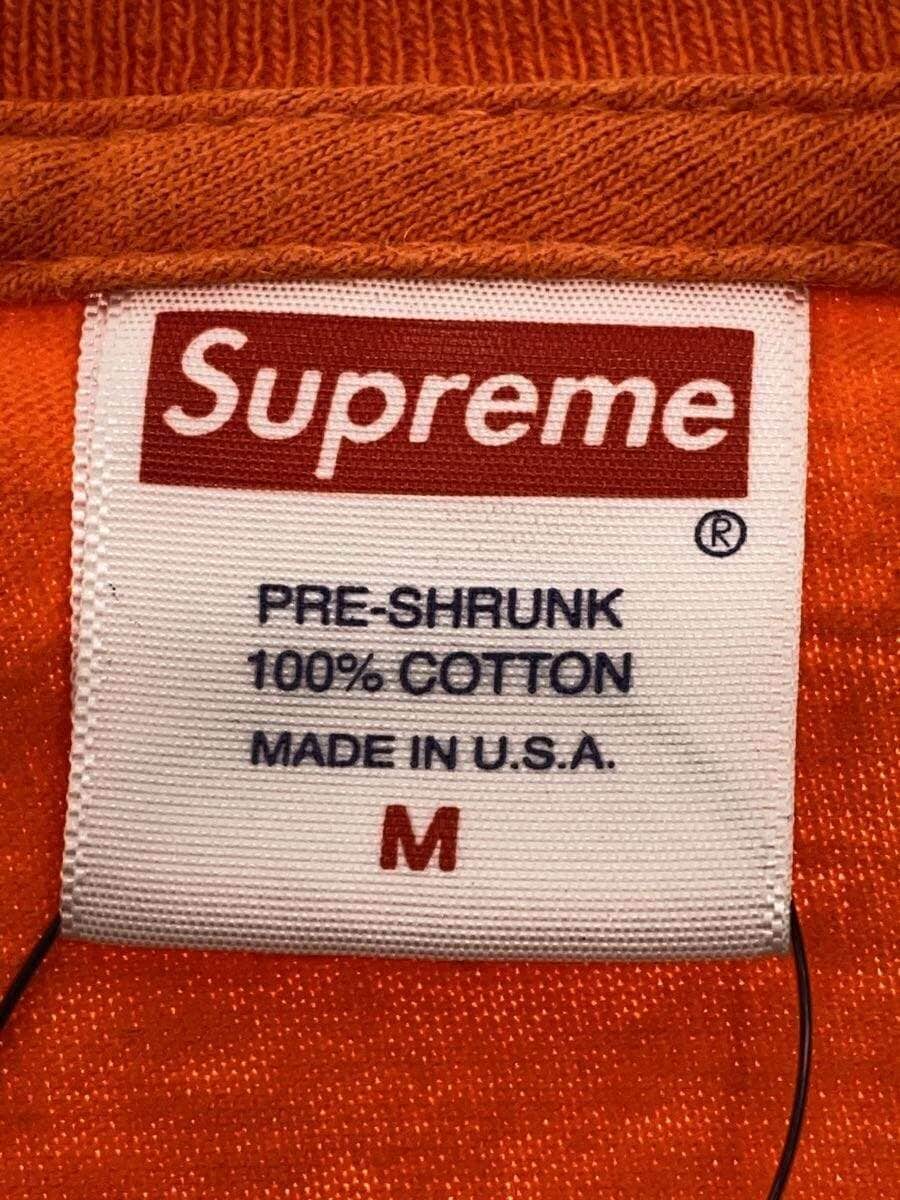 Supreme
®
PRE-SHRUNK
100% COTTON
MADE IN U.S.A.
M